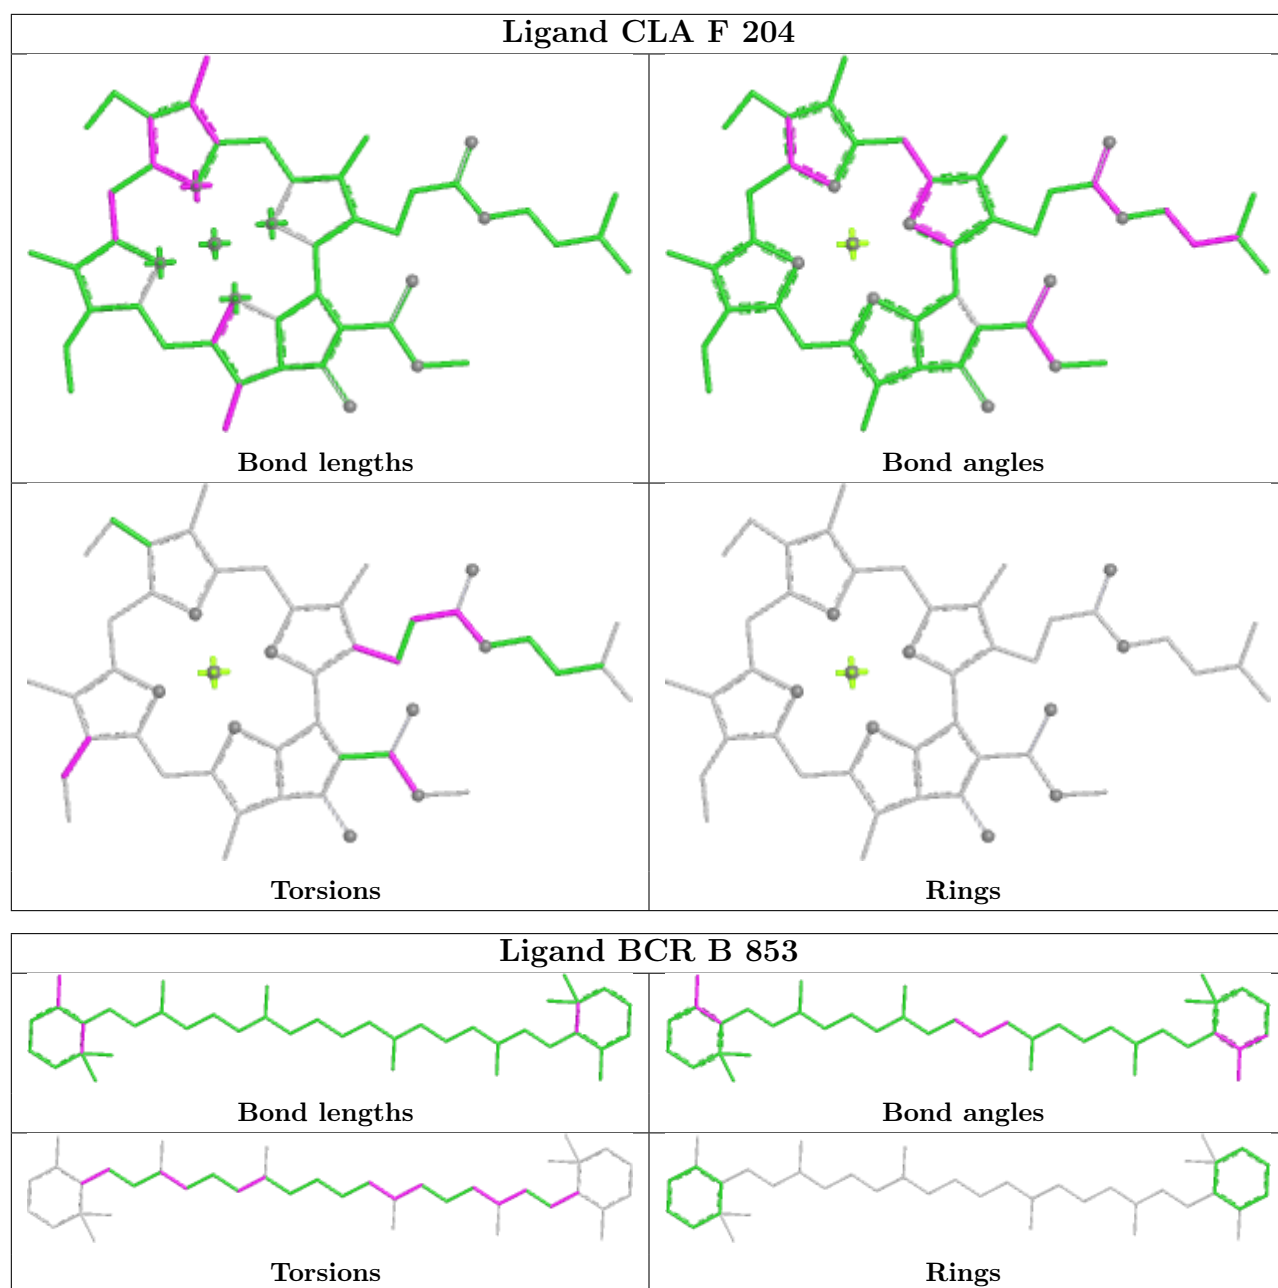 Ligand CLA F 204
Bond lengths
Bond angles
Torsions
Rings
Ligand BCR B 853
Bond lengths
Bond angles
Torsions
Rings